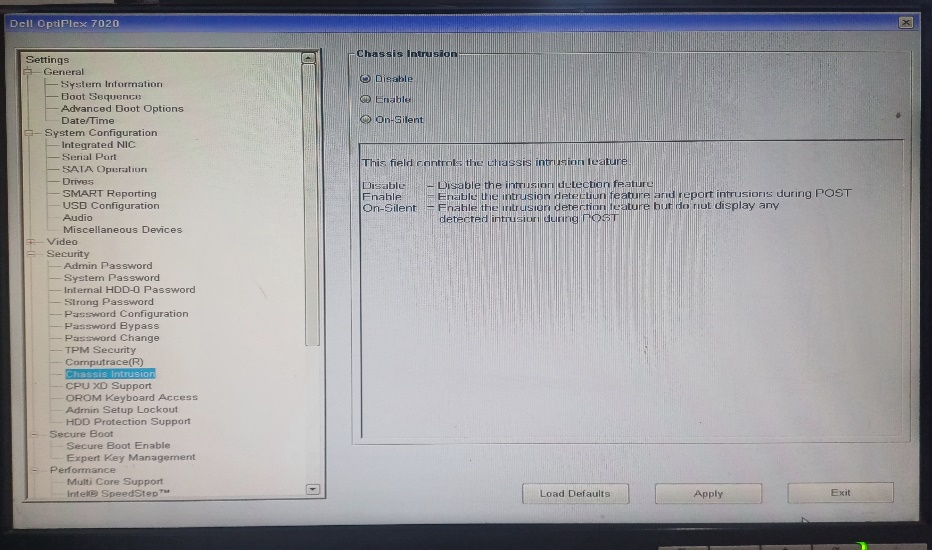 Dell OptiPlex 7020
Settings
General
System Information
Boot Sequence
Advanced Boot Options
Date/Time
System Configuration
Integrated NIC
Serial Port
SATA Operation
Drives
SMART Reporting
USB Configuration
Audio
Miscellaneous Devices
Video
Security
Admin Password
System Password
Internal HDD-0 Password
Strong Password
Password Configuration
Password Bypass
Password Change
TPM Security
Computrace(R)
Chassis Intrusion
CPU XD Support
OROM Keyboard Access
Admin Setup Lockout
HDD Protection Support
Secure Boot
Secure Boot Enable
Expert Key Management
Performance
Multi Core Support
Intel® SpeedStep™
Chassis Intrusion
Disable
Enable
On-Silent
This field controls the chassis intrusion feature.
Disable – Disable the intrusion detection feature
Enable – Enable the intrusion detection feature and report intrusions during POST
On-Silent – Enable the intrusion detection feature but do not display any
detected intrusion during POST
Load Defaults
Apply
Exit